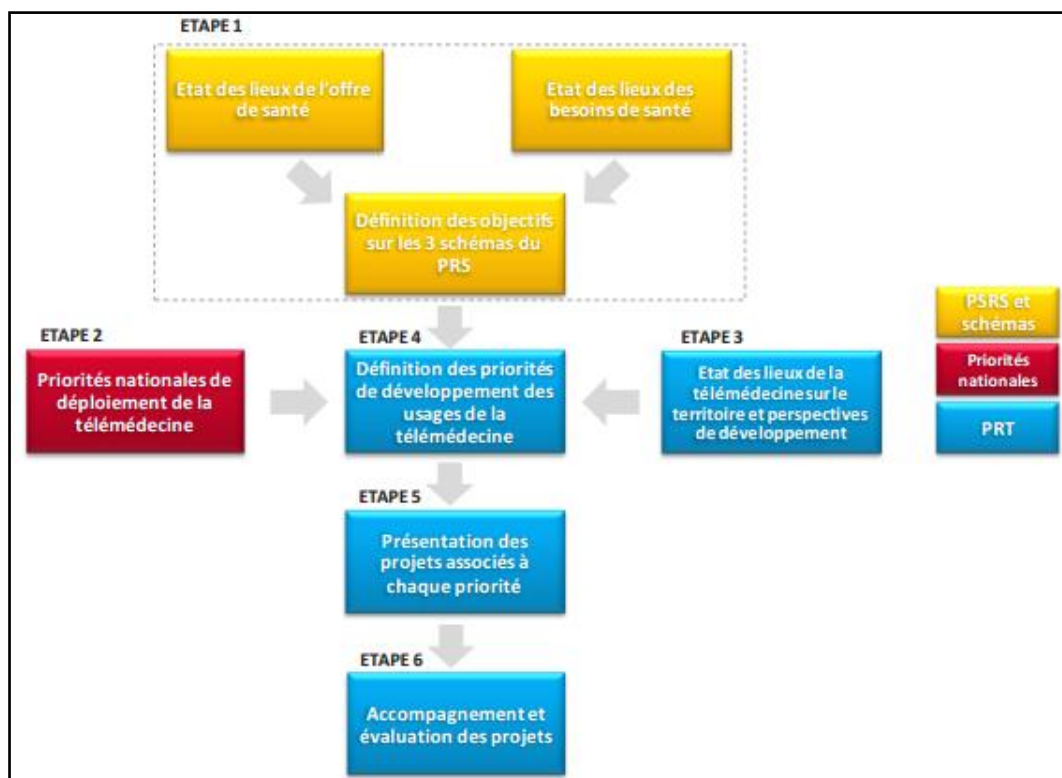 ETAPE 1
Etat des lieux de l'offre
de santé
Etat des lieux des
besoins de santé
Définition des objectifs
sur les 3 schémas du
PRS
ETAPE 2
Priorités nationales de
déploiement de la
télémédecine
ETAPE 4
Définition des priorités
de développement des
usages de la
télémédecine
ETAPE 3
Etat des lieux de la
télémédecine sur le
territoire et perspectives
de développement
PSRS et
schémas
Priorités
nationales
PRT
ETAPE 5
Présentation des
projets associés à
chaque priorité
ETAPE 6
Accompagnement et
évaluation des projets